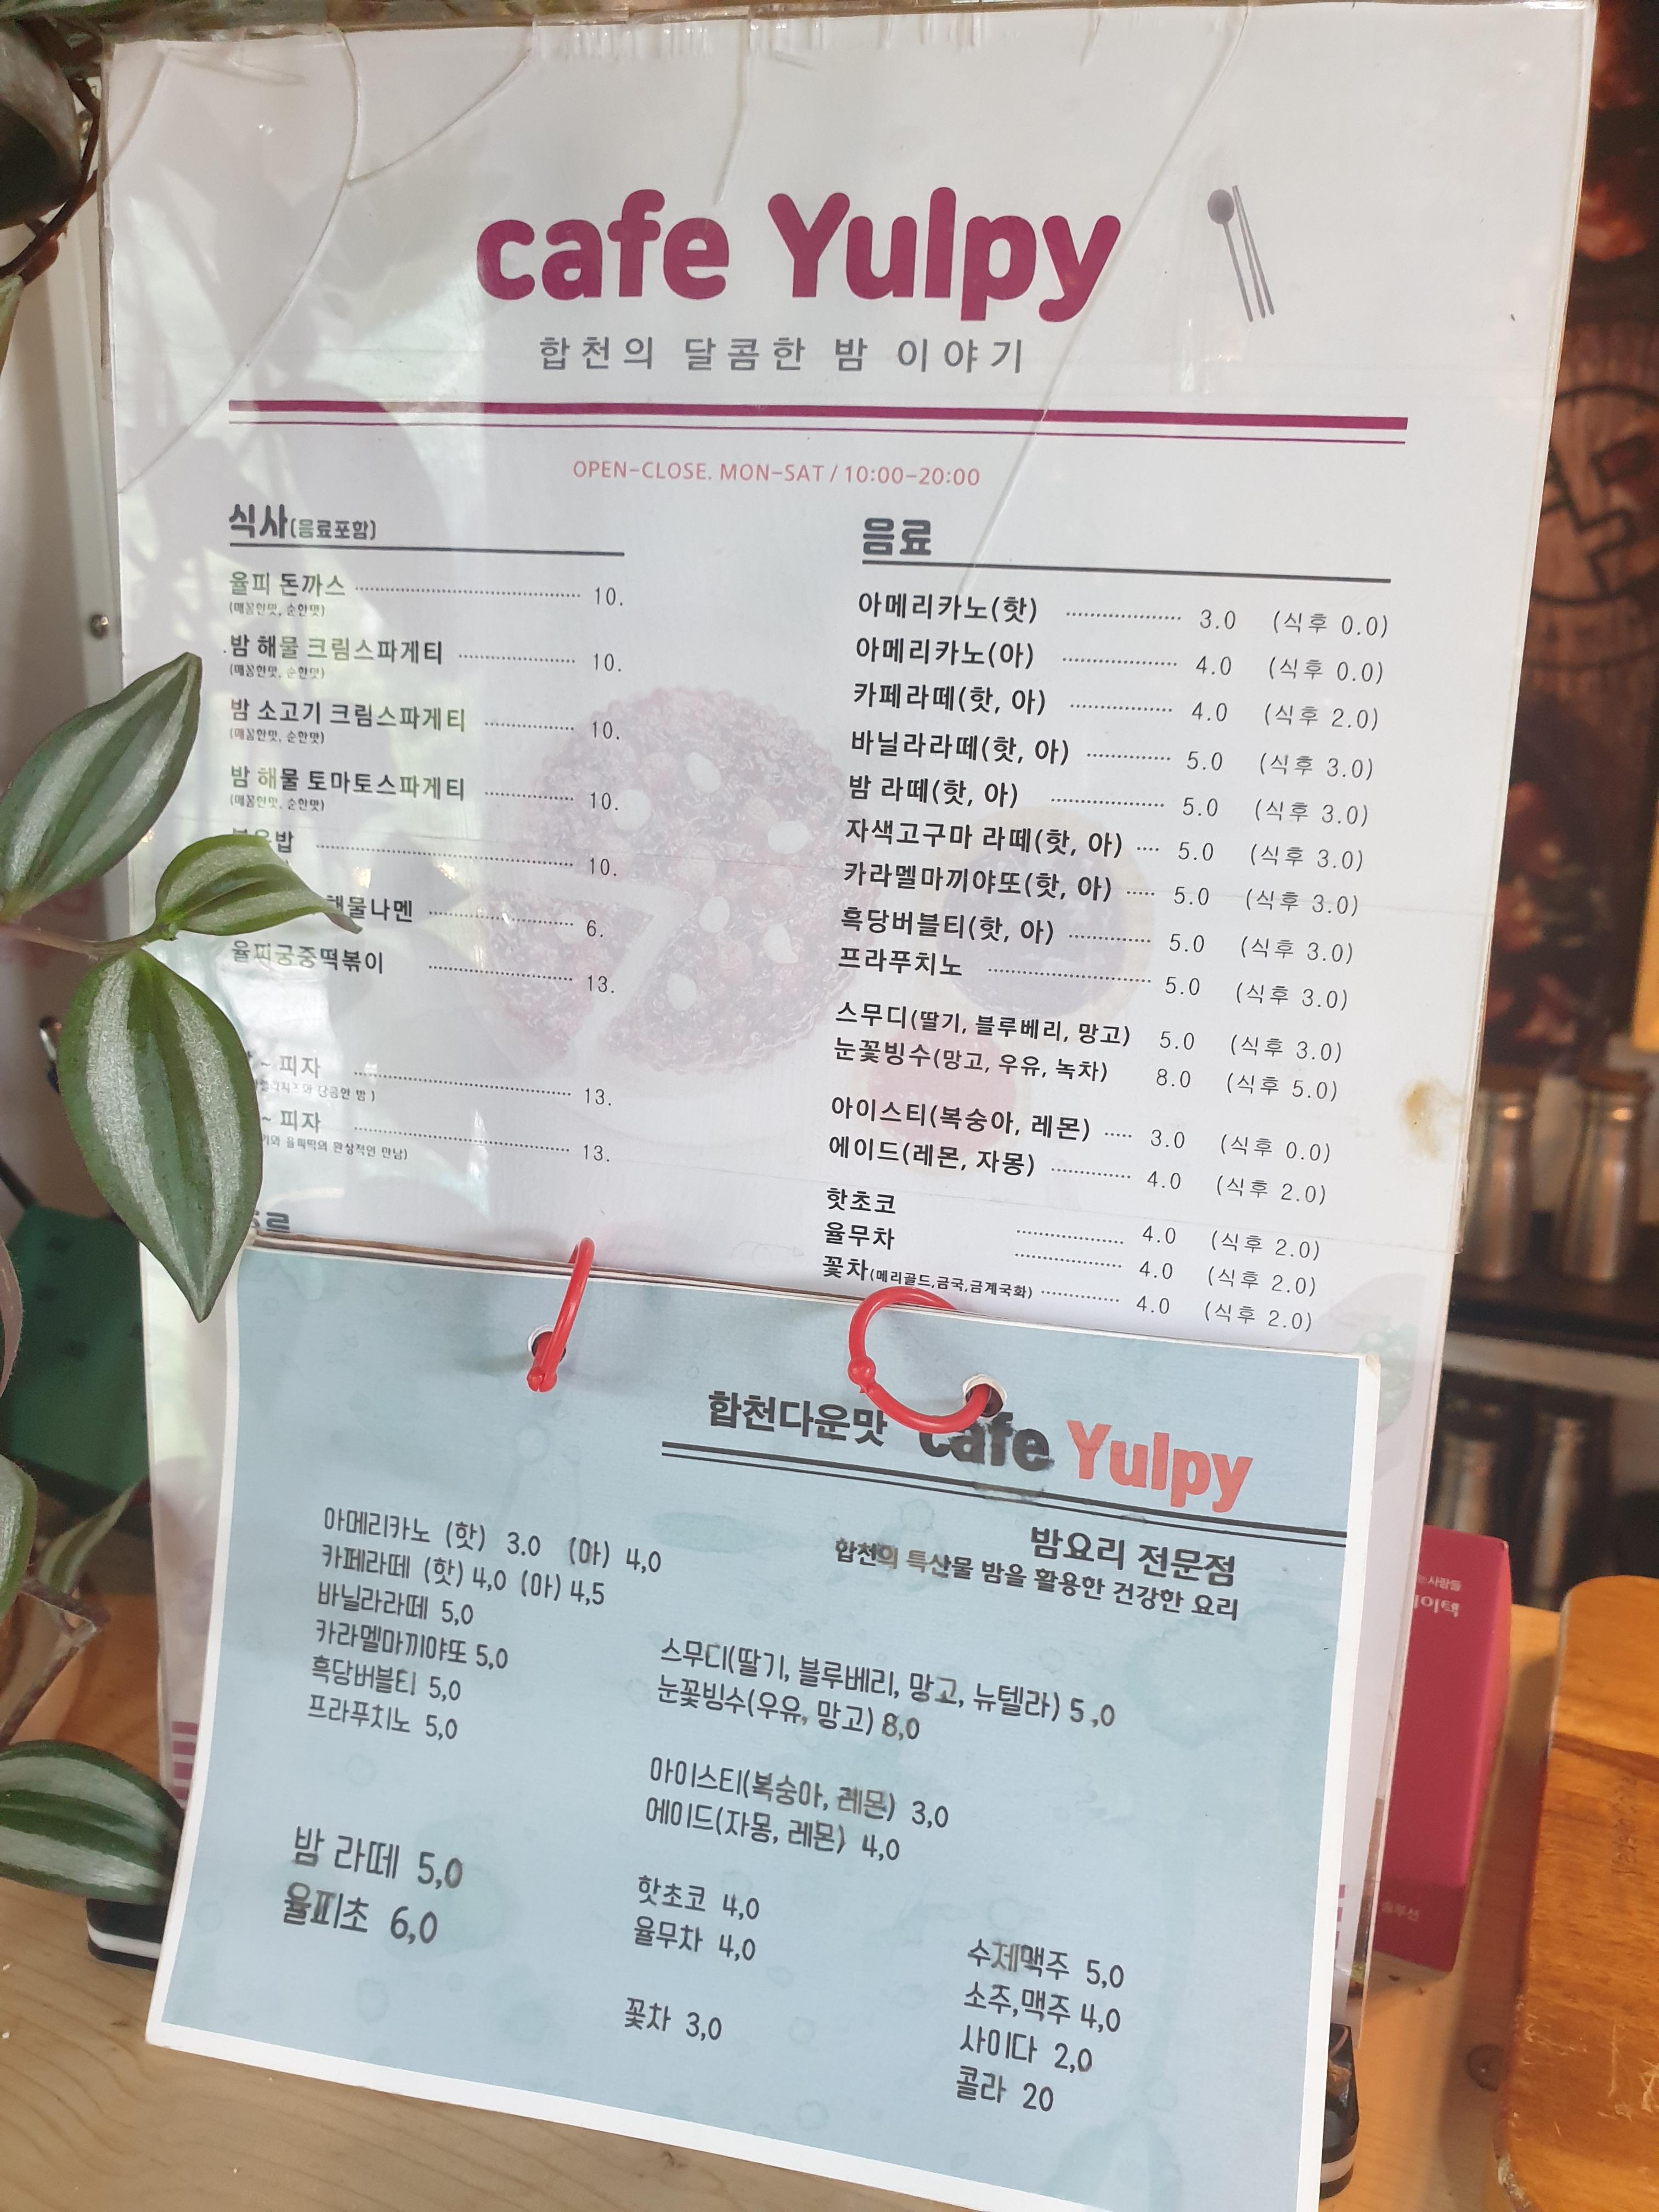 cafe Yulpy
합천의 달콤한 밤 이야기
OPEN-CLOSE. MON-SAT / 10:00-20:00
식사(음료포함)
율피 돈까스 10.
(매꼼한맛, 순한맛)
밤 해물 크림스파게티 10.
(매꼼한맛, 순한맛)
밤 소고기 크림스파게티 10.
(매꼼한맛, 순한맛)
밤 해물 토마토스파게티 10.
(매꼼한맛, 순한맛)
10.
해물나멘 6.
율피궁중떡볶이 13.
~ 피자 13.
달콤한 밤 )
~ 피자 13.
율피떡의 환상적인 만남)
음료
아메리카노(핫) 3.0 (식후 0.0)
아메리카노(아) 4.0 (식후 0.0)
카페라떼(핫, 아) 4.0 (식후 2.0)
바닐라라떼(핫, 아) 5.0 (식후 3.0)
밤 라떼(핫, 아) 5.0 (식후 3.0)
자색고구마 라떼(핫, 아) 5.0 (식후 3.0)
카라멜마끼야또(핫, 아) 5.0 (식후 3.0)
흑당버블티(핫, 아) 5.0 (식후 3.0)
프라푸치노 5.0 (식후 3.0)
스무디(딸기, 블루베리, 망고) 5.0 (식후 3.0)
눈꽃빙수(망고, 우유, 녹차) 8.0 (식후 5.0)
아이스티(복숭아, 레몬) 3.0 (식후 0.0)
에이드(레몬, 자몽) 4.0 (식후 2.0)
핫초코 4.0 (식후 2.0)
율무차 4.0 (식후 2.0)
꽃차(메리골드,금국,금계국화) 4.0 (식후 2.0)
합천다운맛 cafe Yulpy
밤요리 전문점
합천의 특산물 밤을 활용한 건강한 요리
아메리카노 (핫) 3.0 (아) 4,0
카페라떼 (핫) 4,0 (아) 4,5
바닐라라떼 5,0
카라멜마끼야또 5,0
흑당버블티 5,0
프라푸치노 5,0
밤 라떼 5,0
율피초 6,0
스무디(딸기, 블루베리, 망고, 뉴텔라) 5,0
눈꽃빙수(우유, 망고) 8,0
아이스티(복숭아, 레몬) 3,0
에이드(자몽, 레몬) 4,0
핫초코 4,0
율무차 4,0
꽃차 3,0
수제맥주 5,0
소주,맥주 4,0
사이다 2,0
콜라 20